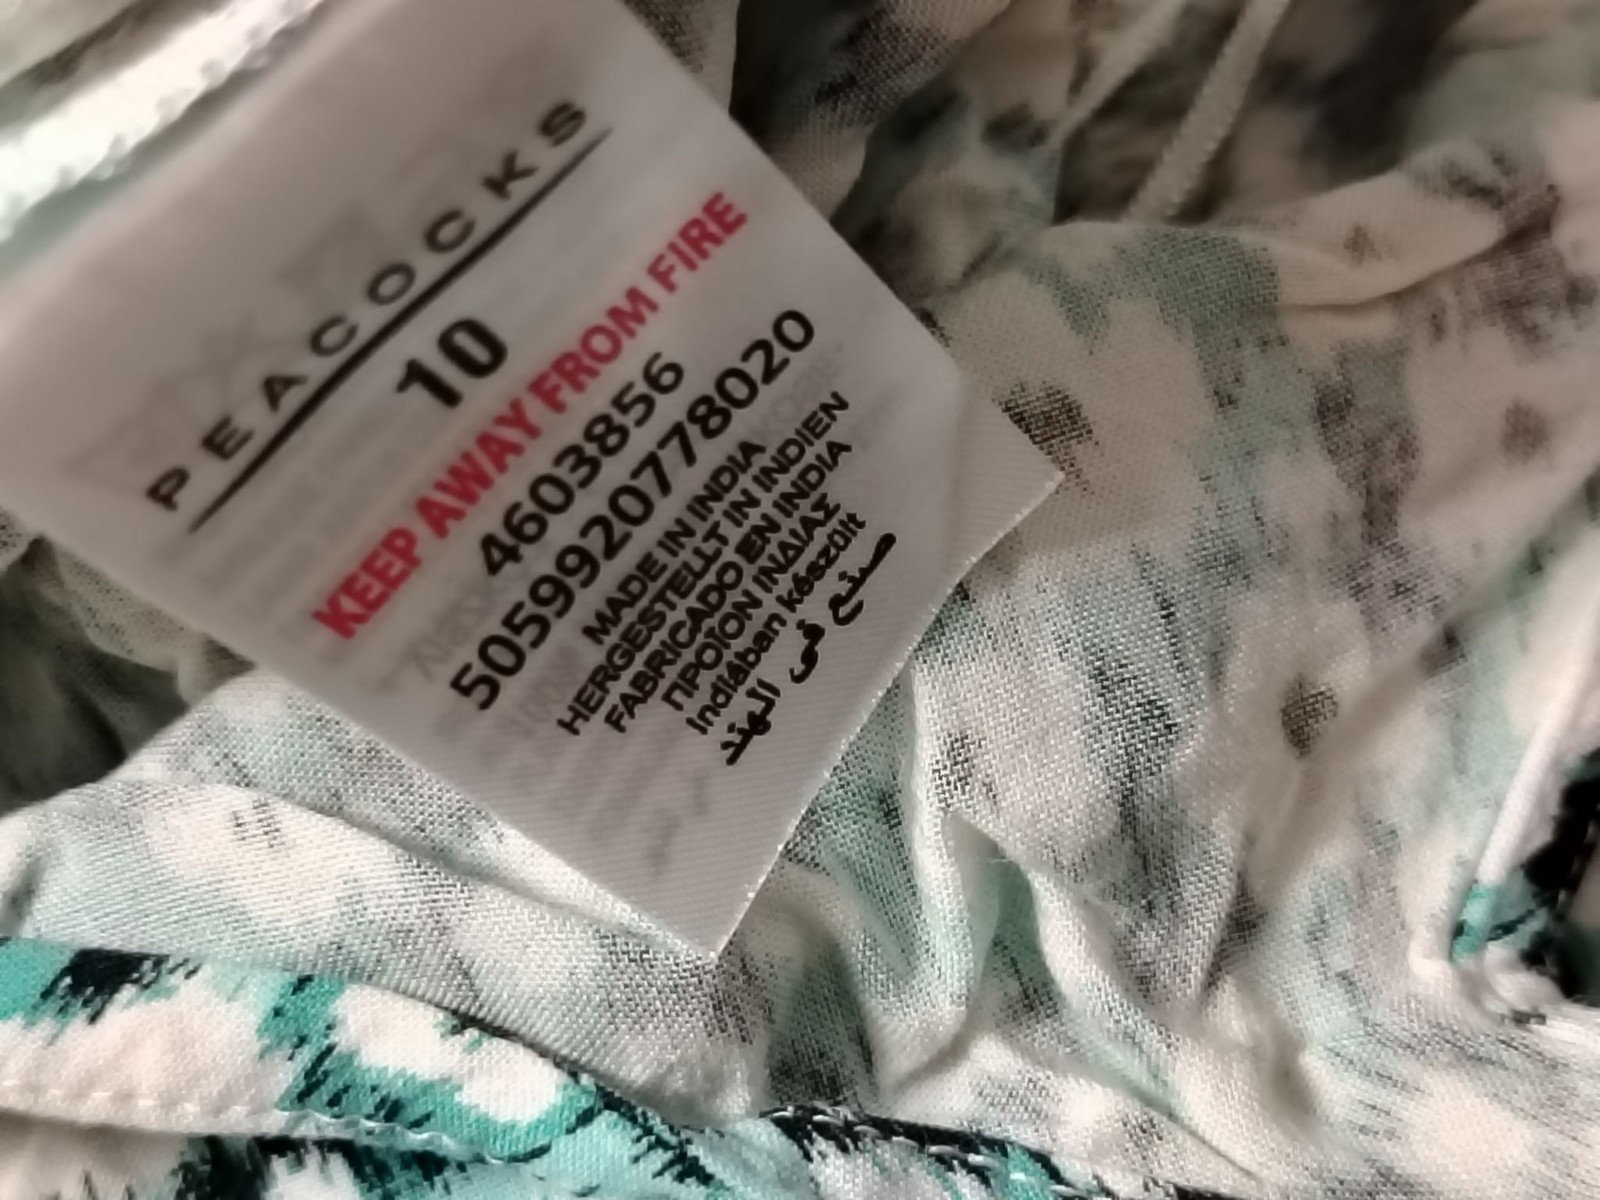 PEACOCKS
10
KEEP AWAY FROM FIRE
4603856
5059920778020
MADE IN INDIA
HERGESTELLT IN INDIEN
FABRICADO EN INDIA
ΠΡΟΪΟΝ ΙΝΔΙΑΣ
Indiában készült
صنع في الهند